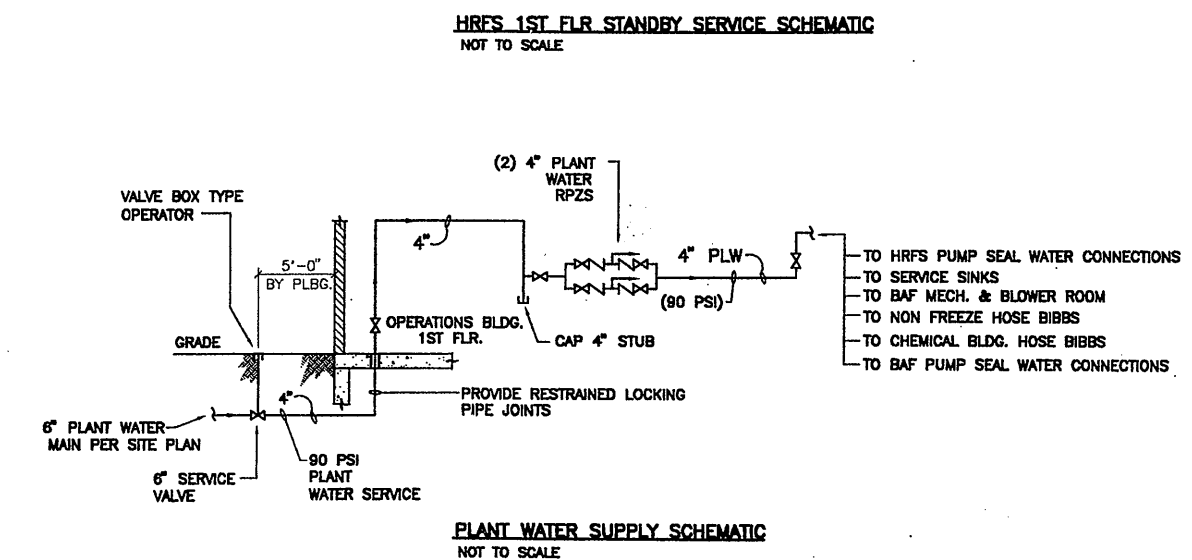 HRFS 1ST FLR STANDBY SERVICE SCHEMATIC
NOT TO SCALE
(2) 4" PLANT
WATER
RPZS
VALVE BOX TYPE
OPERATOR
5'-0"
BY PLBG.
4"
4" PLW
(90 PSI)
TO HRFS PUMP SEAL WATER CONNECTIONS
TO SERVICE SINKS
TO BAF MECH. & BLOWER ROOM
TO NON FREEZE HOSE BIBBS
TO CHEMICAL BLDG. HOSE BIBBS
TO BAF PUMP SEAL WATER CONNECTIONS
OPERATIONS BLDG.
1ST FLR.
CAP 4" STUB
GRADE
PROVIDE RESTRAINED LOCKING
PIPE JOINTS
4"
6" PLANT WATER
MAIN PER SITE PLAN
90 PSI
PLANT
WATER SERVICE
6" SERVICE
VALVE
PLANT WATER SUPPLY SCHEMATIC
NOT TO SCALE